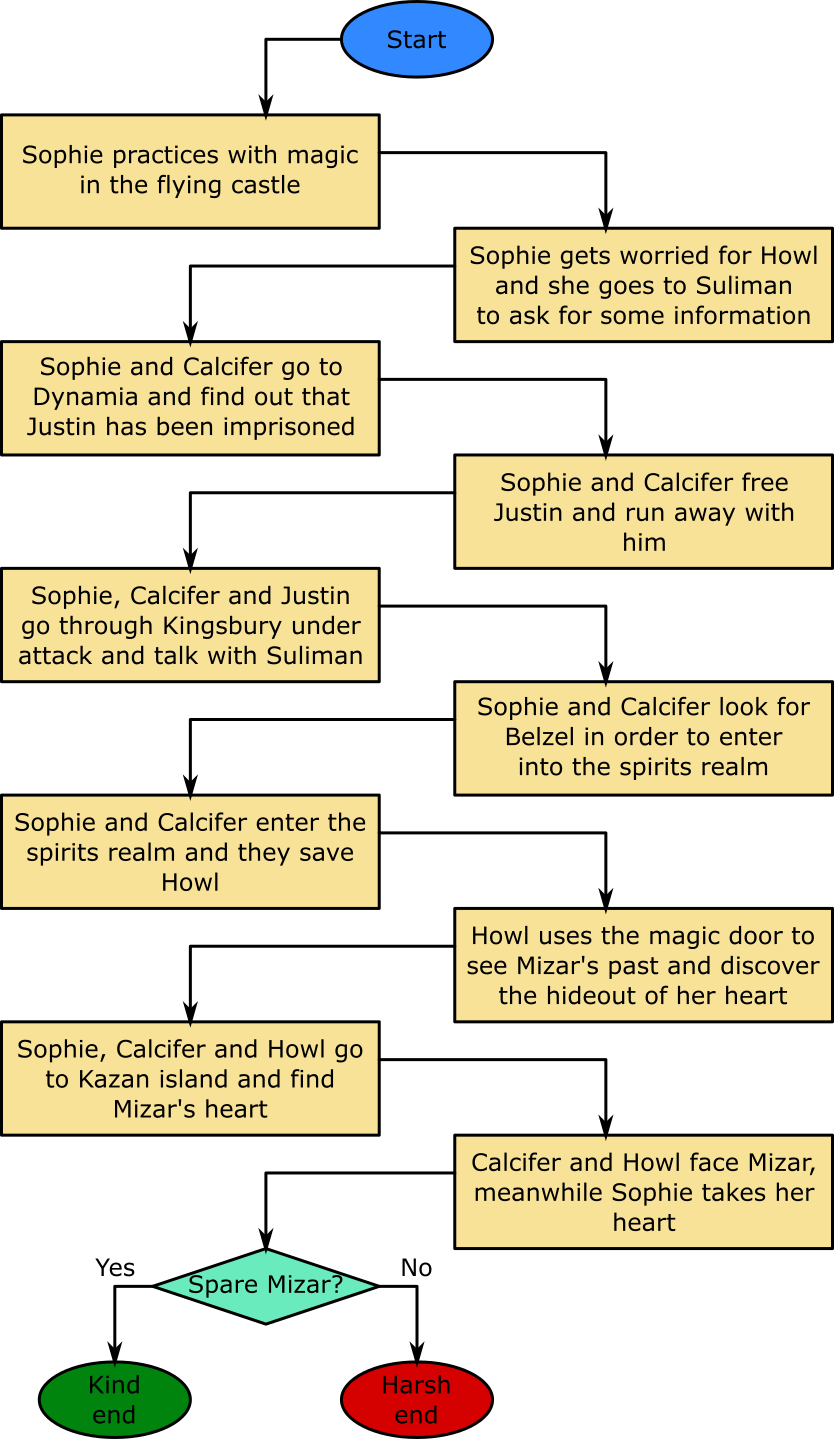 Start
Sophie practices with magic
in the flying castle
Sophie gets worried for Howl
and she goes to Suliman
to ask for some information
Sophie and Calcifer go to
Dynamia and find out that
Justin has been imprisoned
Sophie and Calcifer free
Justin and run away with
him
Sophie, Calcifer and Justin
go through Kingsbury under
attack and talk with Suliman
Sophie and Calcifer look for
Belzel in order to enter
into the spirits realm
Sophie and Calcifer enter the
spirits realm and they save
Howl
Howl uses the magic door to
see Mizar's past and discover
the hideout of her heart
Sophie, Calcifer and Howl go
to Kazan island and find
Mizar's heart
Calcifer and Howl face Mizar,
meanwhile Sophie takes her
heart
Spare Mizar?
Yes
No
Kind
end
Harsh
end